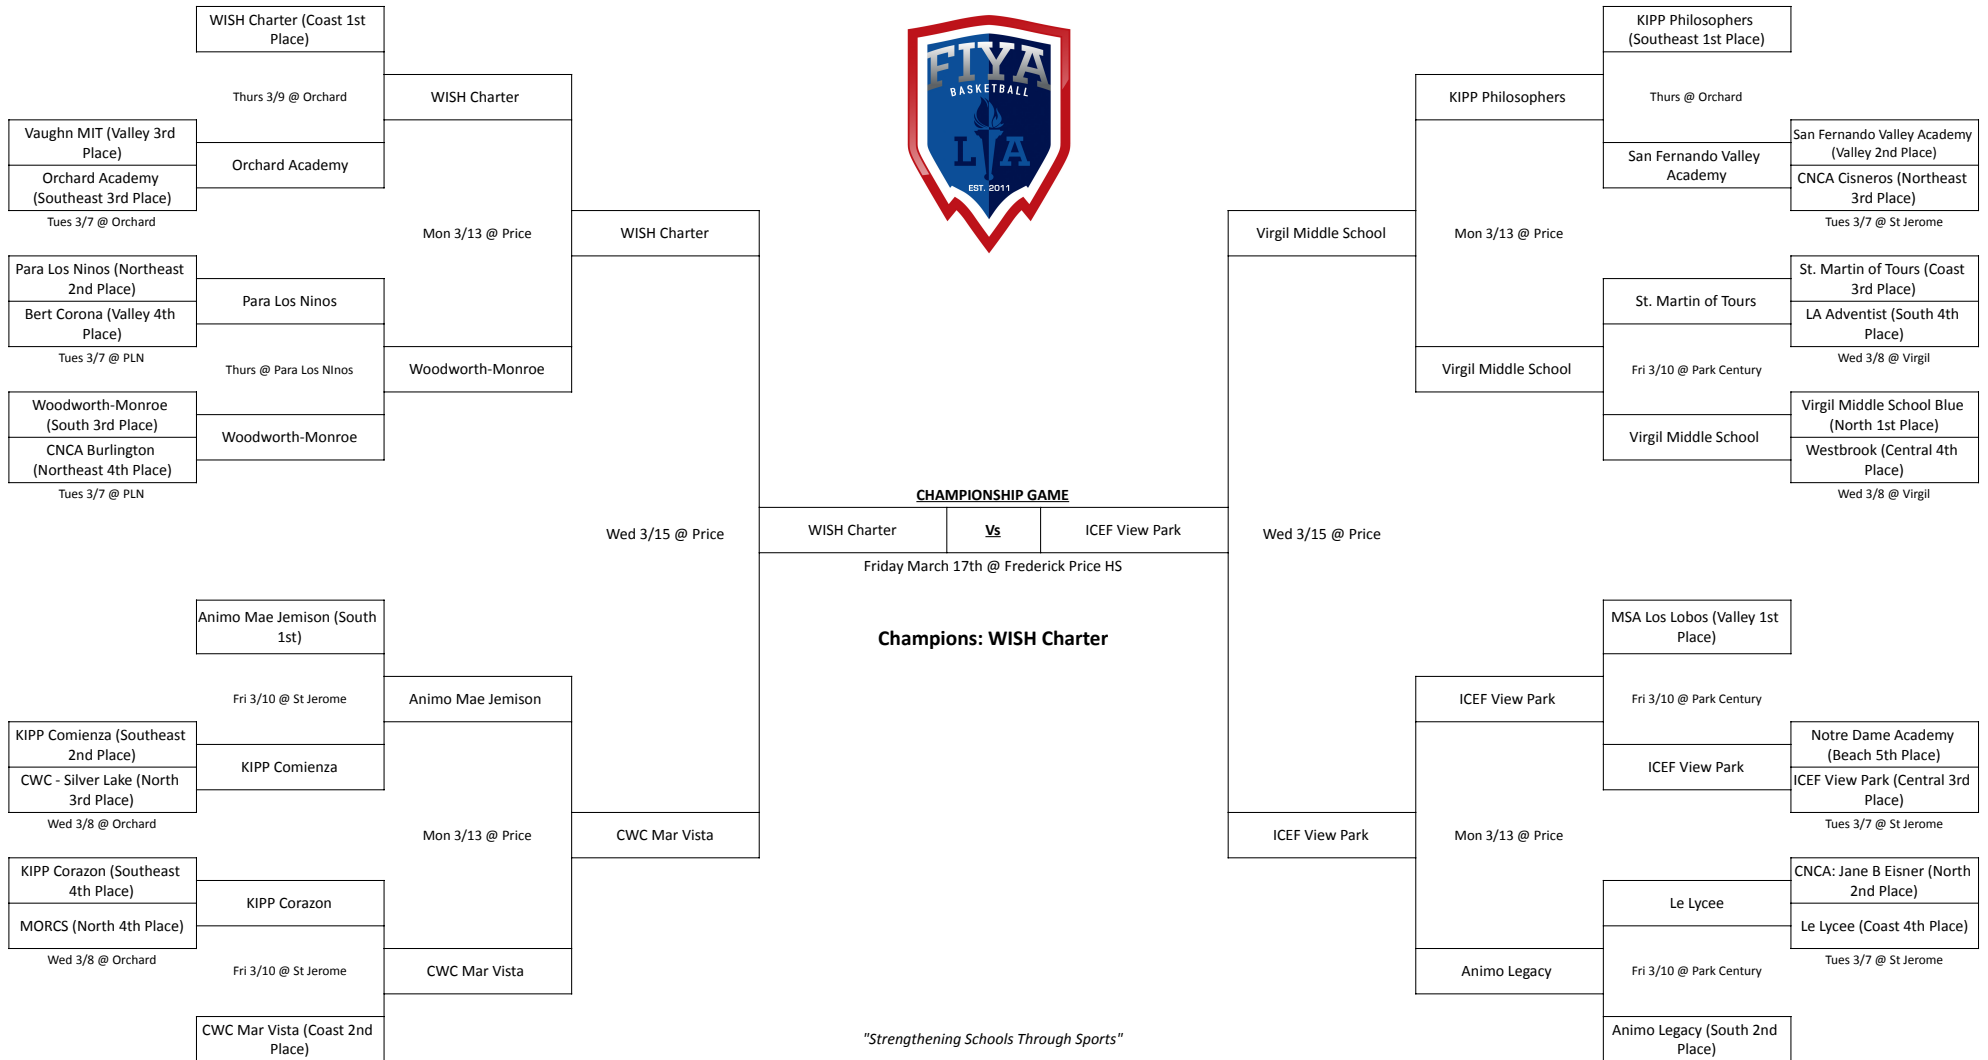 WISH Charter (Coast 1st
Place)
Thurs 3/9 @ Orchard
WISH Charter
Vaughn MIT (Valley 3rd
Place)
Orchard Academy
(Southeast 3rd Place)
Tues 3/7 @ Orchard
Orchard Academy
Mon 3/13 @ Price
WISH Charter
Para Los Ninos (Northeast
2nd Place)
Bert Corona (Valley 4th
Place)
Tues 3/7 @ PLN
Para Los Ninos
Thurs @ Para Los NInos
Woodworth-Monroe
Woodworth-Monroe
(South 3rd Place)
CNCA Burlington
(Northeast 4th Place)
Tues 3/7 @ PLN
Woodworth-Monroe
Wed 3/15 @ Price
Animo Mae Jemison (South
1st)
Fri 3/10 @ St Jerome
Animo Mae Jemison
KIPP Comienza (Southeast
2nd Place)
CWC - Silver Lake (North
3rd Place)
Wed 3/8 @ Orchard
KIPP Comienza
Mon 3/13 @ Price
CWC Mar Vista
KIPP Corazon (Southeast
4th Place)
MORCS (North 4th Place)
Wed 3/8 @ Orchard
KIPP Corazon
Fri 3/10 @ St Jerome
CWC Mar Vista
CWC Mar Vista (Coast 2nd
Place)
FIYA
BASKETBALL
LA
EST. 2011
CHAMPIONSHIP GAME
WISH Charter
Vs
ICEF View Park
Friday March 17th @ Frederick Price HS
Champions: WISH Charter
"Strengthening Schools Through Sports"
KIPP Philosophers
(Southeast 1st Place)
KIPP Philosophers
Thurs @ Orchard
San Fernando Valley
Academy
San Fernando Valley Academy
(Valley 2nd Place)
CNCA Cisneros (Northeast
3rd Place)
Tues 3/7 @ St Jerome
Virgil Middle School
Mon 3/13 @ Price
St. Martin of Tours
St. Martin of Tours (Coast
3rd Place)
LA Adventist (South 4th
Place)
Wed 3/8 @ Virgil
Virgil Middle School
Fri 3/10 @ Park Century
Virgil Middle School
Virgil Middle School Blue
(North 1st Place)
Westbrook (Central 4th
Place)
Wed 3/8 @ Virgil
Wed 3/15 @ Price
MSA Los Lobos (Valley 1st
Place)
ICEF View Park
Fri 3/10 @ Park Century
ICEF View Park
Notre Dame Academy
(Beach 5th Place)
ICEF View Park (Central 3rd
Place)
Tues 3/7 @ St Jerome
ICEF View Park
Mon 3/13 @ Price
Le Lycee
CNCA: Jane B Eisner (North
2nd Place)
Le Lycee (Coast 4th Place)
Tues 3/7 @ St Jerome
Animo Legacy
Fri 3/10 @ Park Century
Animo Legacy (South 2nd
Place)